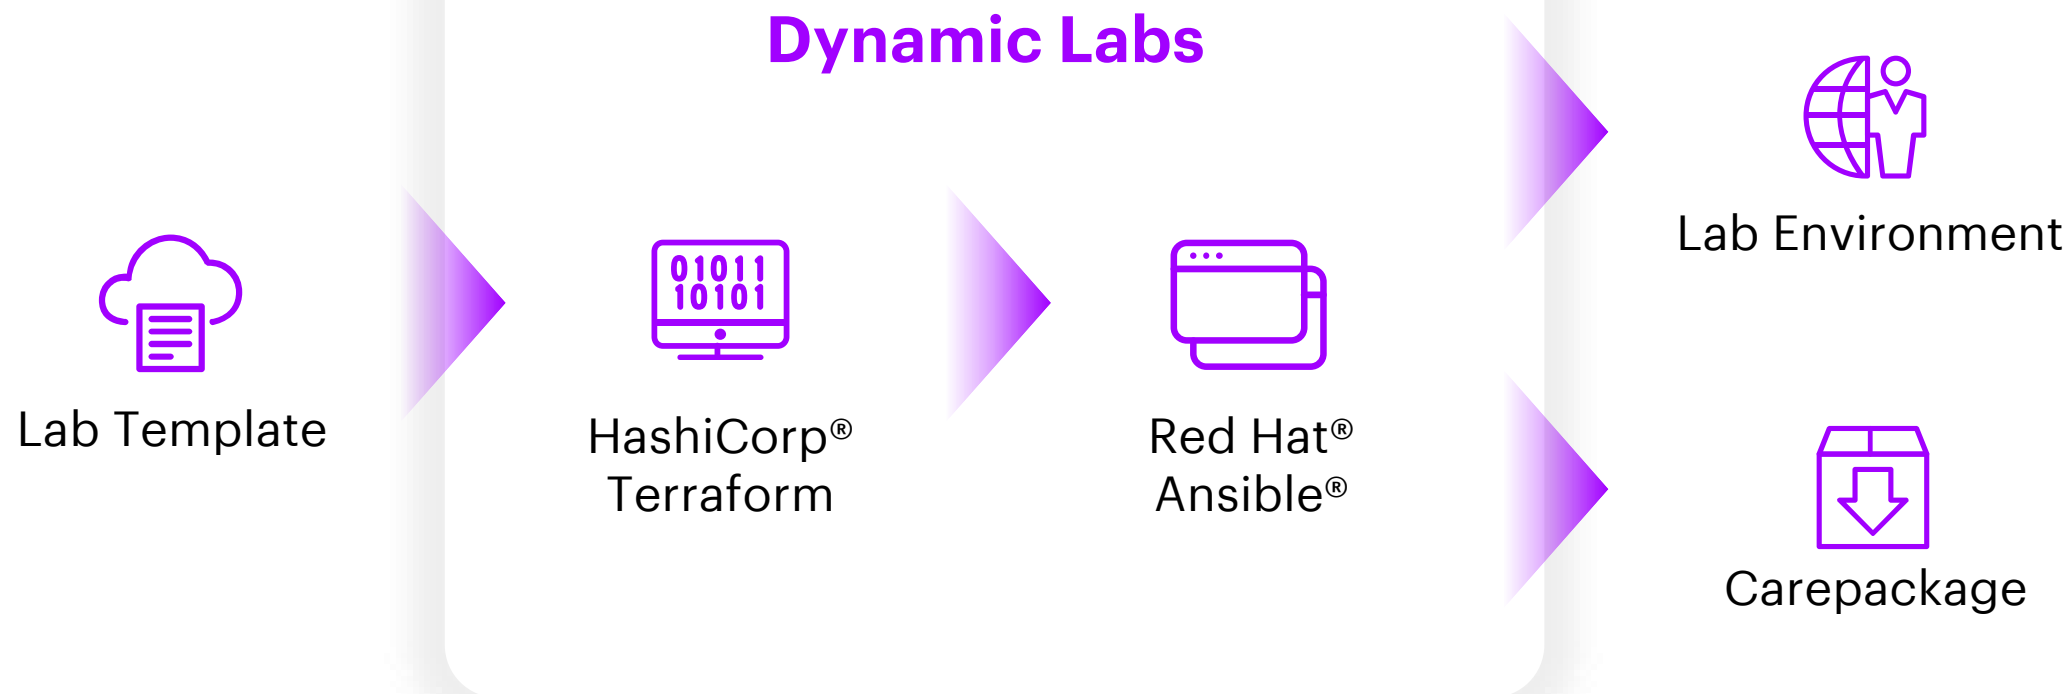 Dynamic Labs
Lab Template
01011
10101
HashiCorp®
Terraform
Red Hat®
Ansible®
Lab Environment
Carepackage